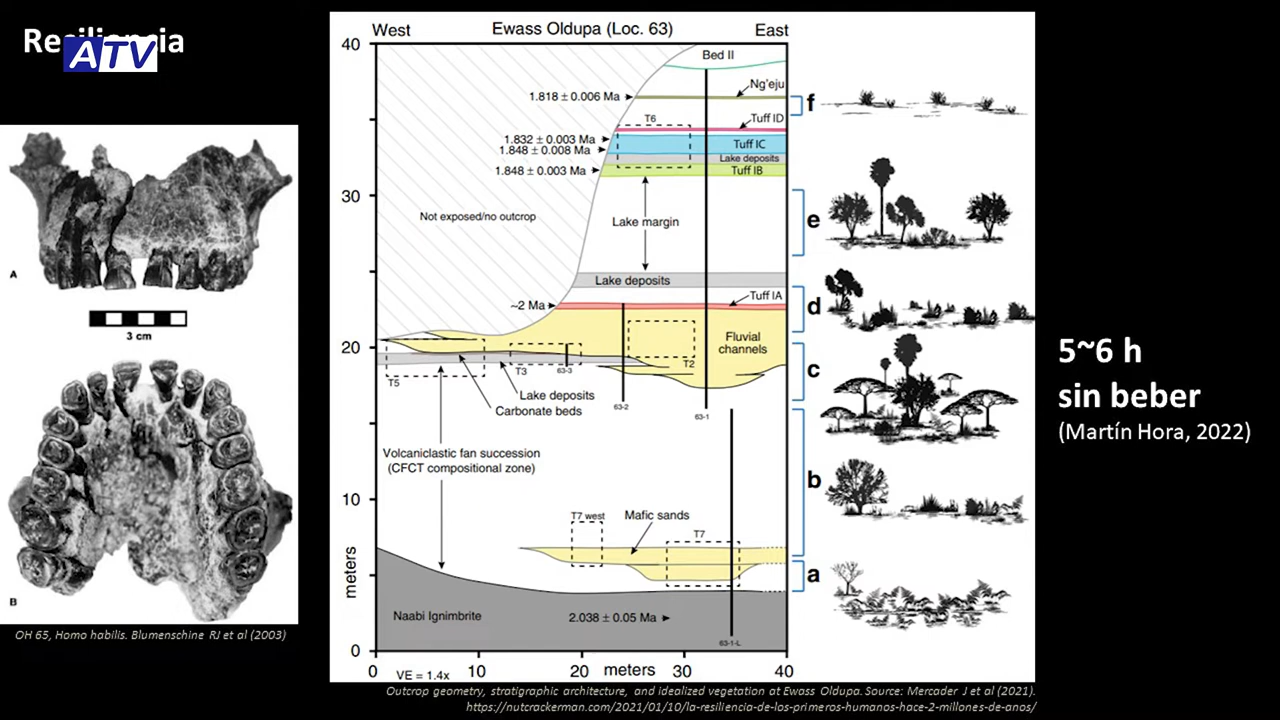 Resiliencia
ATV
A
3 cm
B
OH 65, Homo habilis. Blumenschine RJ et al (2003)
West
Ewass Oldupa (Loc. 63)
East
40
30
20
10
0
meters
Bed II
Ng'eju
1.818 ± 0.006 Ma
T6
Tuff ID
1.832 ± 0.003 Ma
1.848 ± 0.008 Ma
Tuff IC
Lake deposits
1.848 ± 0.003 Ma
Tuff IB
Not exposed/no outcrop
Lake margin
Lake deposits
~2 Ma
Tuff IA
Fluvial
channels
T5
T3
63-3
T2
Lake deposits
Carbonate beds
63-2
63-1
Volcaniclastic fan succession
(CFCT compositional zone)
T7 west
Mafic sands
T7
Naabi Ignimbrite
2.038 ± 0.05 Ma
63-1-L
0
10
20
meters
30
40
VE = 1.4x
f
e
d
c
b
a
Outcrop geometry, stratigraphic architecture, and idealized vegetation at Ewass Oldupa. Source: Mercader J et al (2021).
https://nutcrackerman.com/2021/01/10/la-resiliencia-de-los-primeros-humanos-hace-2-millones-de-anos/
5~6 h
sin beber
(Martín Hora, 2022)